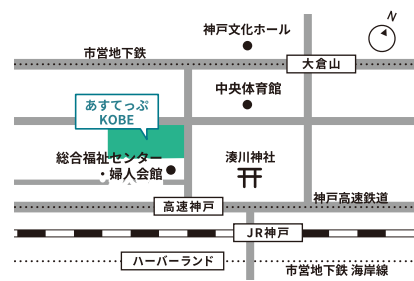 N
神戸文化ホール
市営地下鉄
大倉山
中央体育館
あすてっぷ
KOBE
総合福祉センター
・婦人会館
湊川神社
神戸高速鉄道
高速神戸
JR神戸
ハーバーランド
市営地下鉄 海岸線